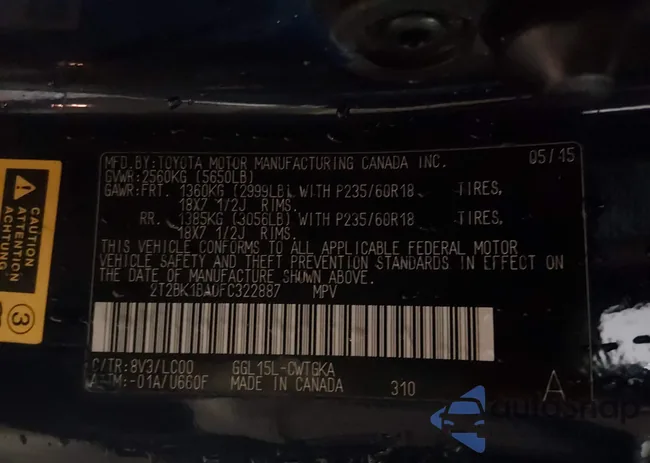 MFD.BY:TOYOTA MOTOR MANUFACTURING CANADA INC. 05/15
GVWR:2560KG (5650LB)
GAWR:FRT. 1360KG (2999LB) WITH P235/60R18 TIRES,
18X7 1/2J RIMS.
RR. 1385KG (3056LB) WITH P235/60R18 TIRES,
18X7 1/2J RIMS.
THIS VEHICLE CONFORMS TO ALL APPLICABLE FEDERAL MOTOR
VEHICLE SAFETY AND THEFT PREVENTION STANDARDS IN EFFECT ON
THE DATE OF MANUFACTURE SHOWN ABOVE.
2T2BK1BA0FC322887 MPV
C/TR:8V3/LC00 GGL15L-CWTGKA
A/TM:-01A/U660F MADE IN CANADA 310 A
CAUTION
ATTENTION
ACHTUNG
3
autoSnap